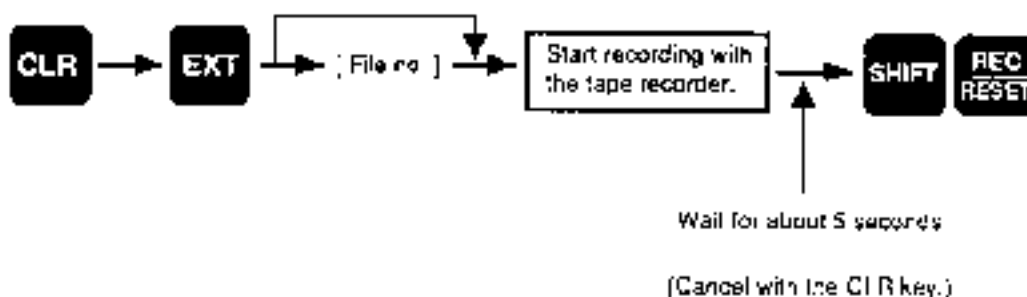 CLR
EXT
[ File no. ]
Start recording with
the tape recorder.
SHIFT
REC
RESET
Wait for about 5 seconds
(Cancel with the CLR key.)